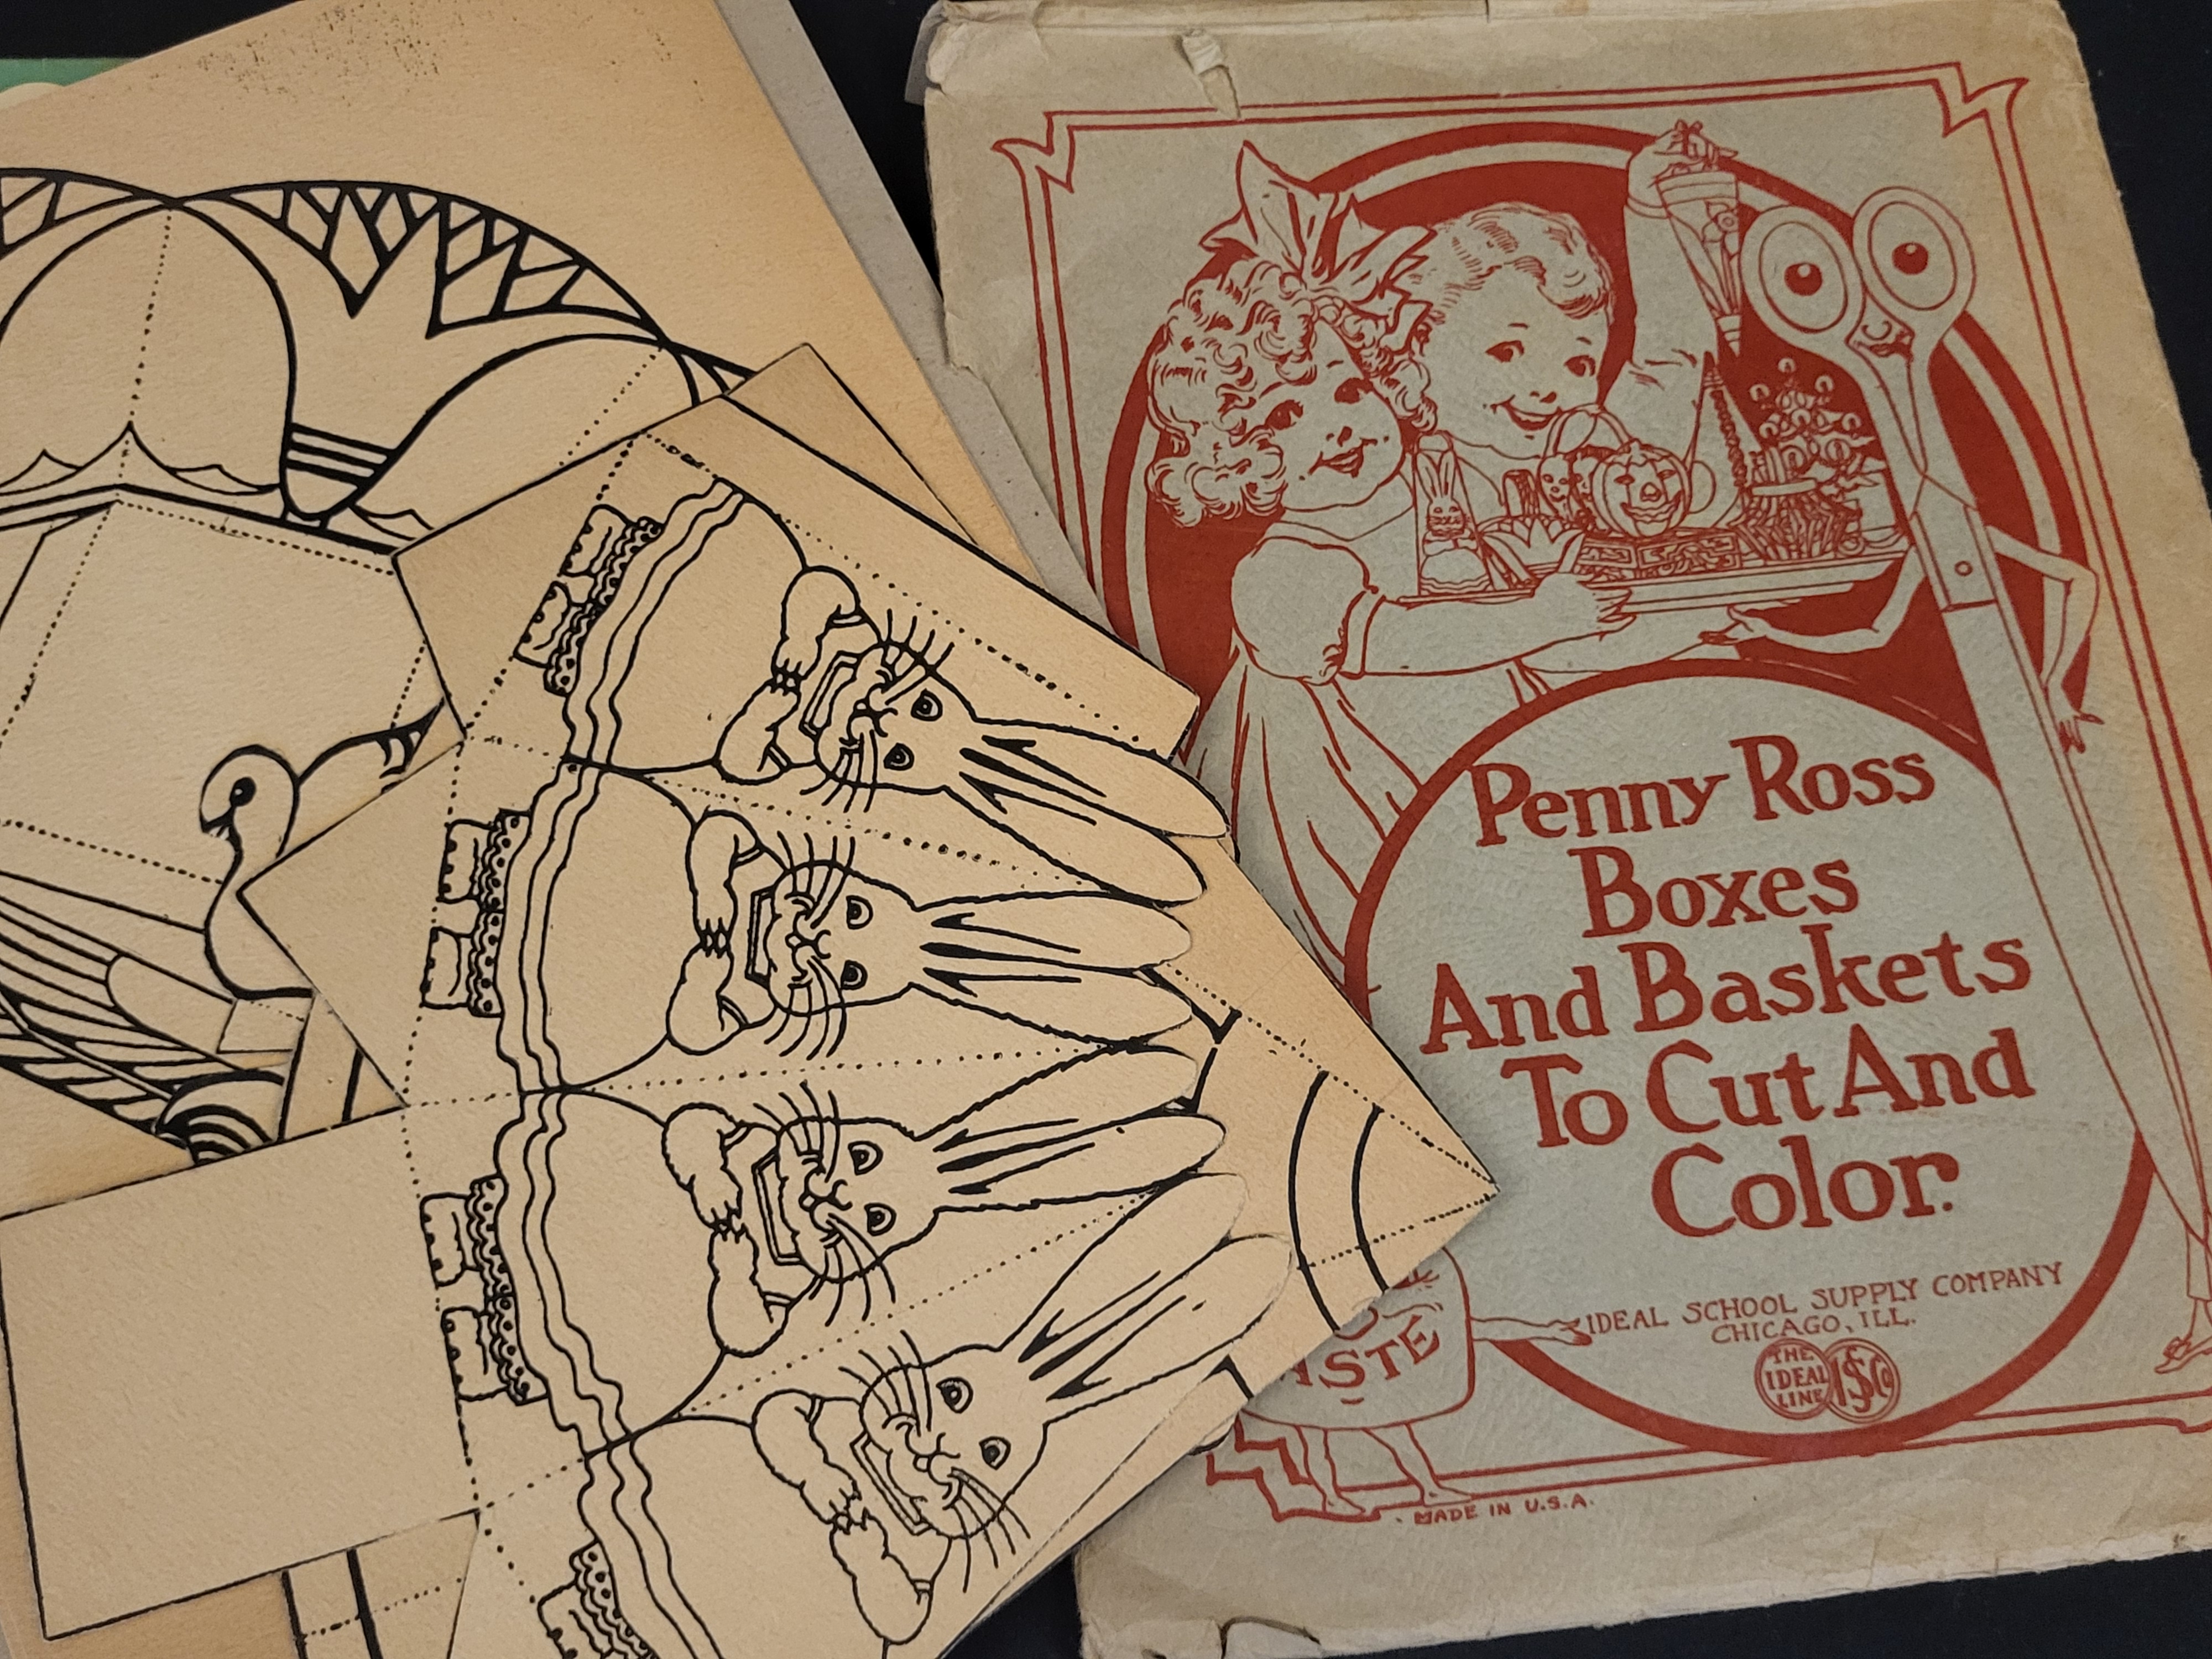 Penny Ross
Boxes
And Baskets
To Cut And
Color.
IDEAL SCHOOL SUPPLY COMPANY
CHICAGO, ILL.
THE
IDEAL
LINE
ISSCo
MADE IN U.S.A.